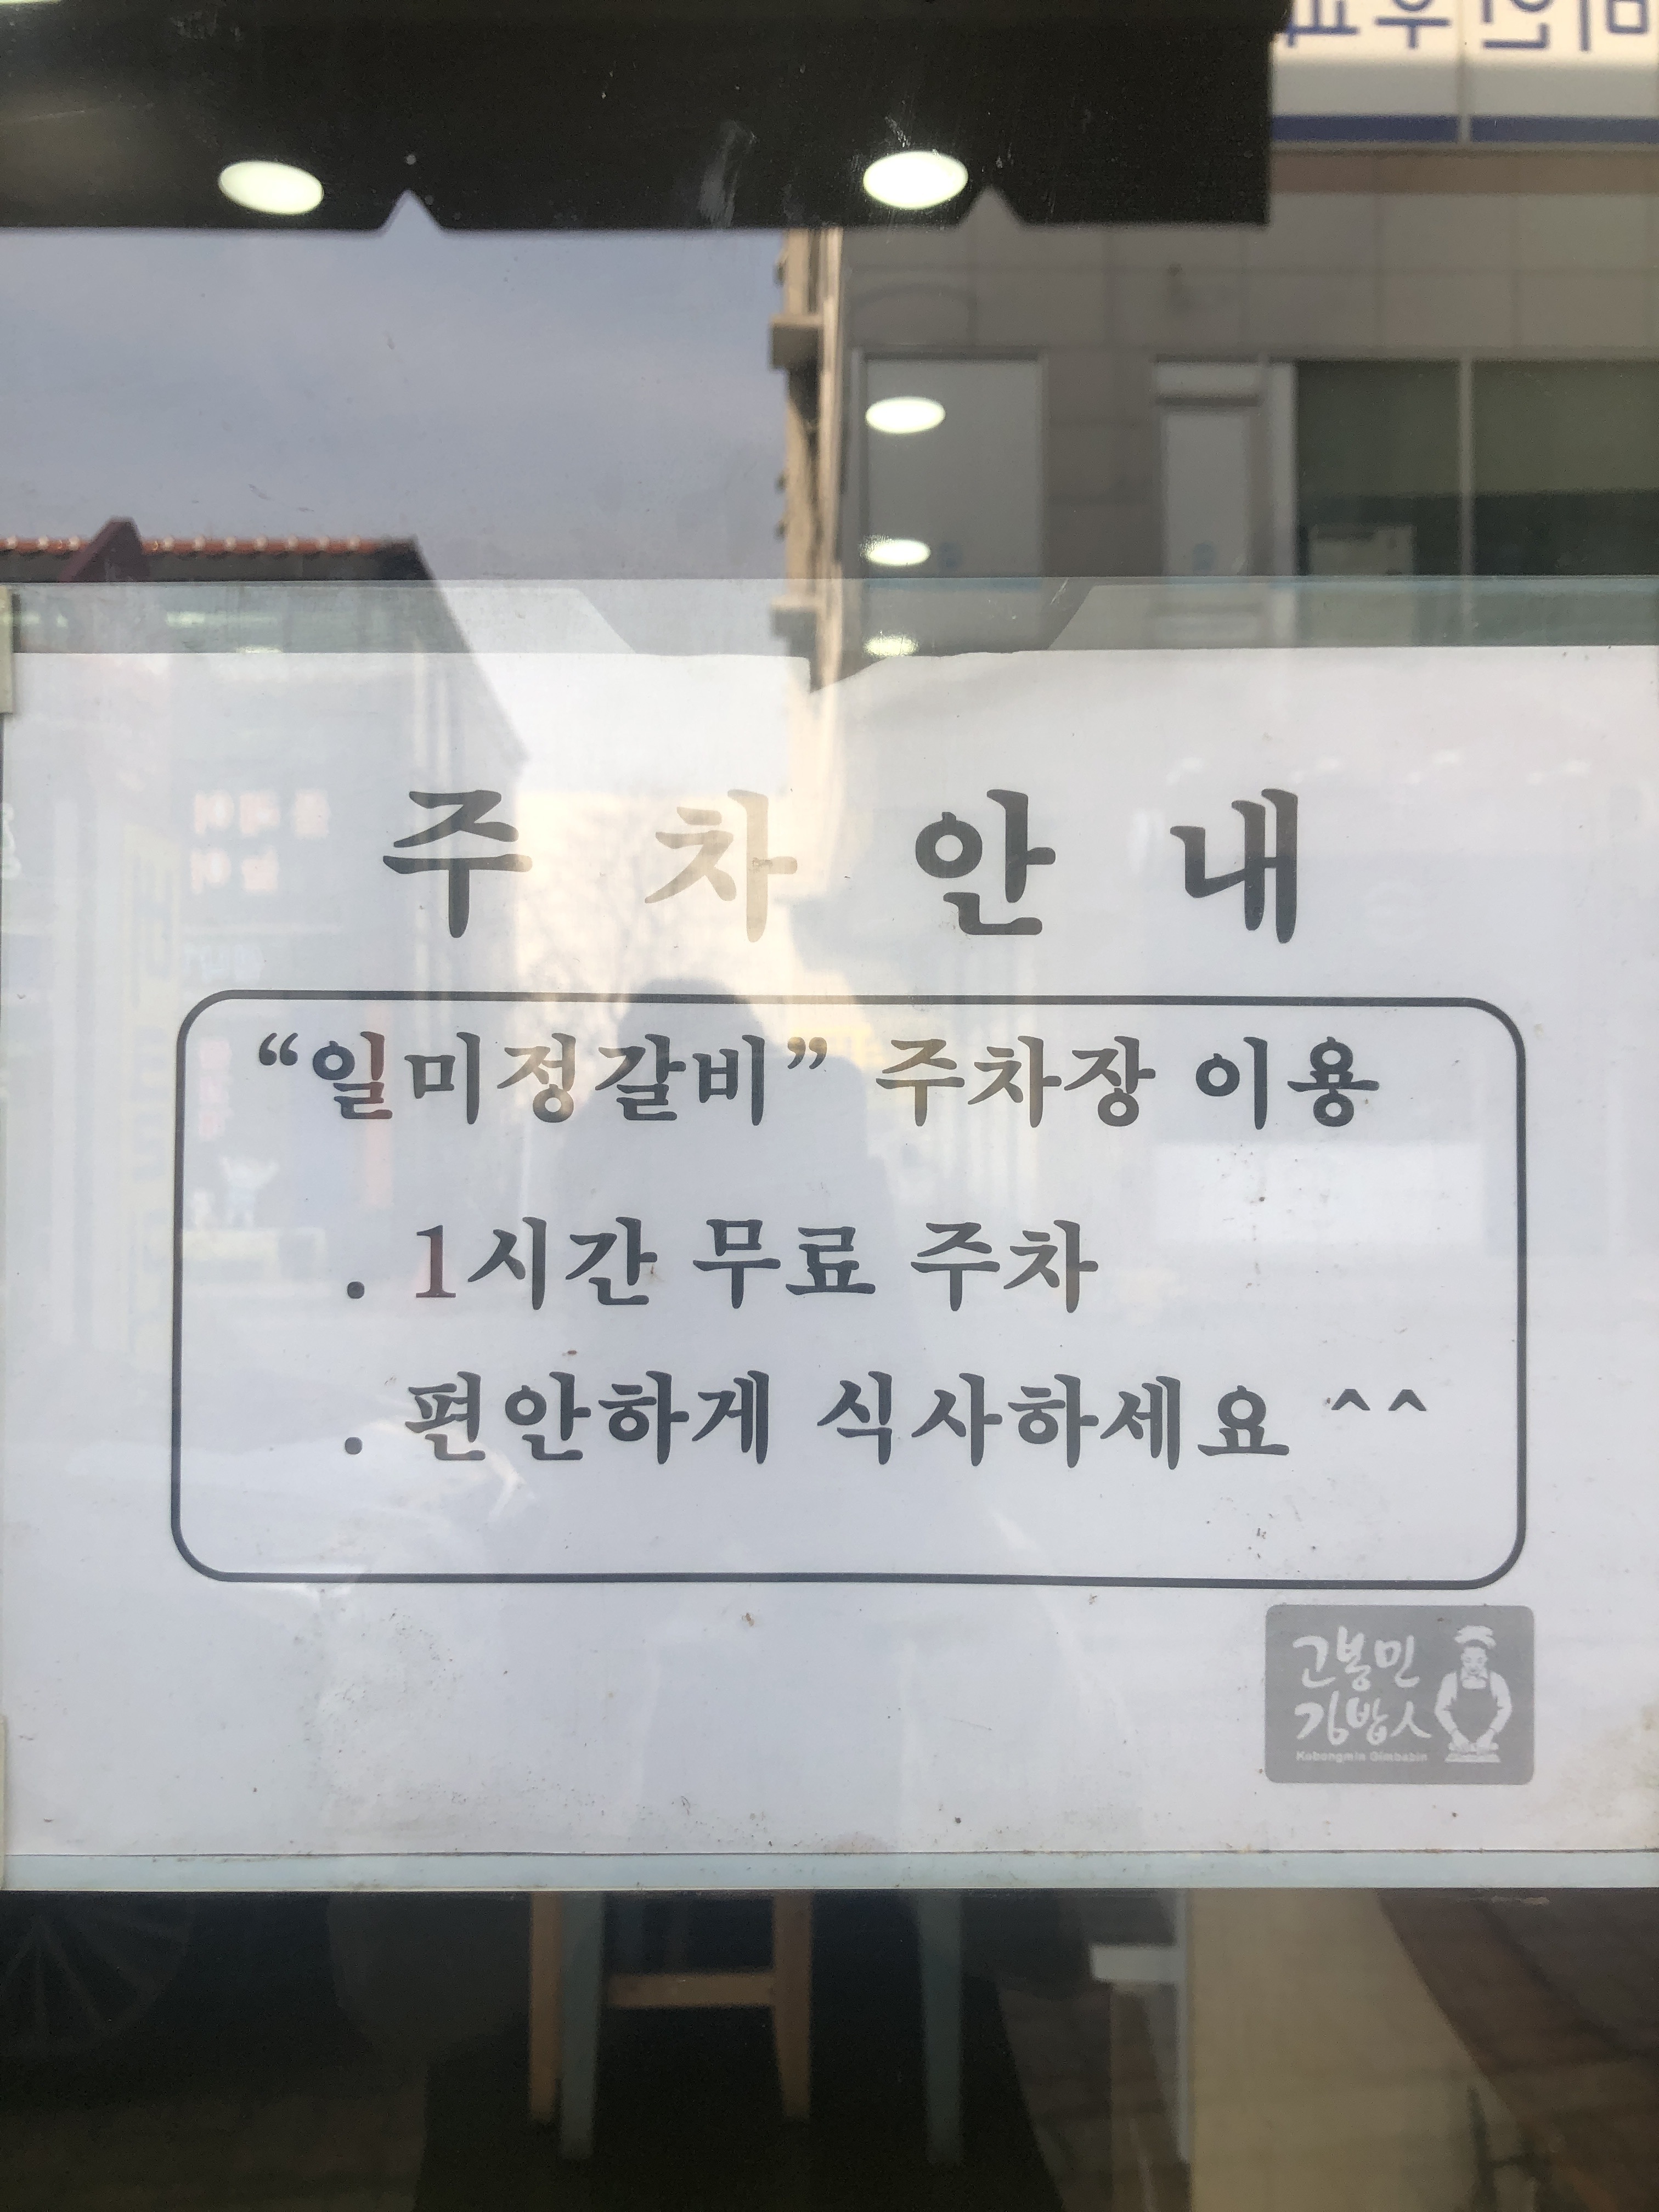 주 차 안 내
“일미정갈비” 주차장 이용
. 1시간 무료 주차
. 편안하게 식사하세요 ^^
고봉민
김밥人
Kobongmin Gimbabin